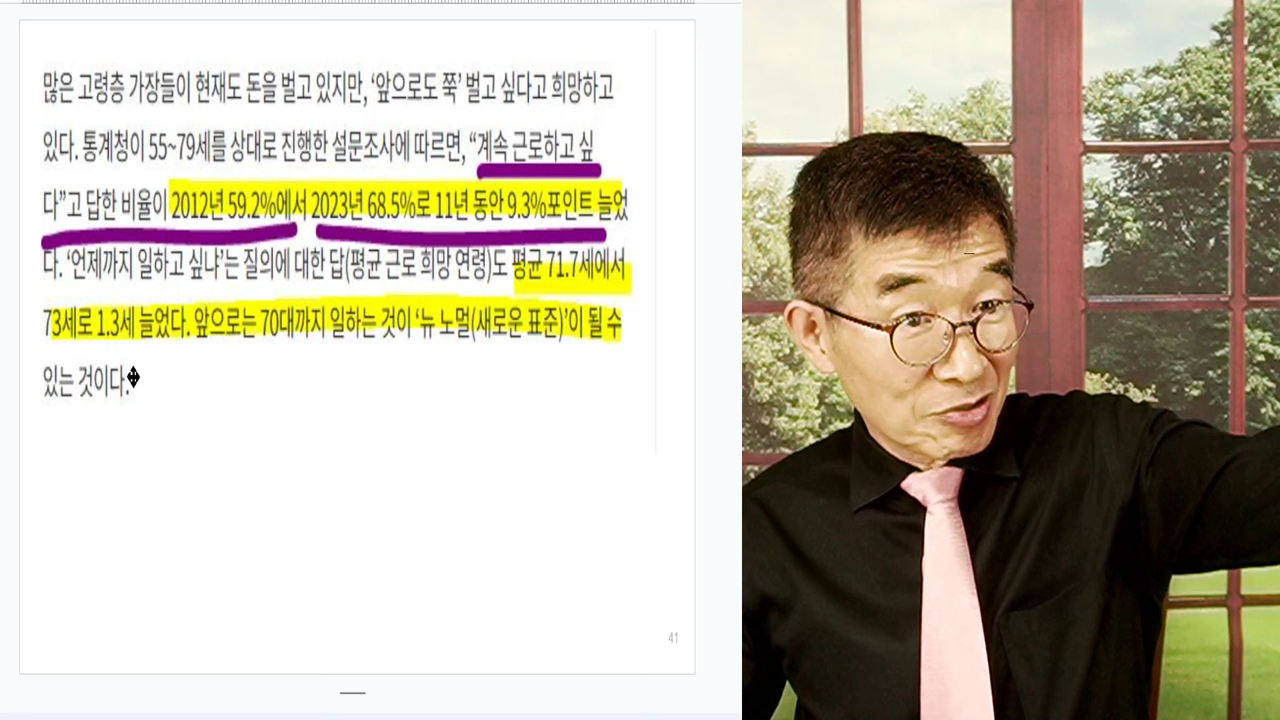 많은 고령층 가장들이 현재도 돈을 벌고 있지만, ‘앞으로도 쭉’ 벌고 싶다고 희망하고
있다. 통계청이 55~79세를 상대로 진행한 설문조사에 따르면, “계속 근로하고 싶
다”고 답한 비율이 2012년 59.2%에서 2023년 68.5%로 11년 동안 9.3%포인트 늘었
다. ‘언제까지 일하고 싶냐’는 질의에 대한 답(평균 근로 희망 연령)도 평균 71.7세에서
73세로 1.3세 늘었다. 앞으로는 70대까지 일하는 것이 ‘뉴 노멀(새로운 표준)’이 될 수
있는 것이다.
41